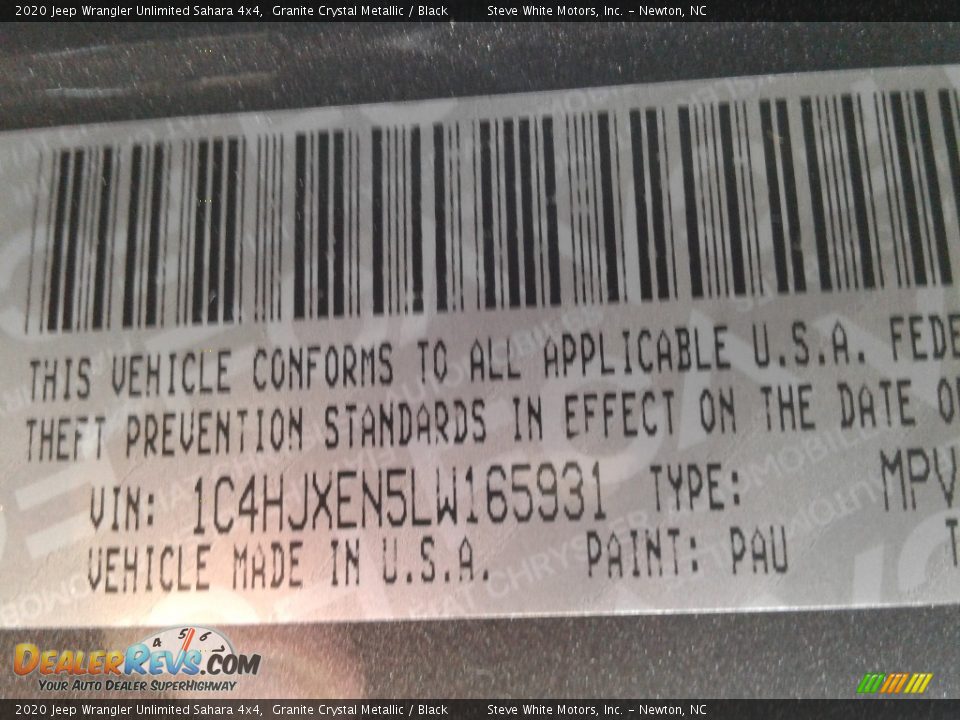 2020 Jeep Wrangler Unlimited Sahara 4x4, Granite Crystal Metallic / Black Steve White Motors, Inc. - Newton, NC
THIS VEHICLE CONFORMS TO ALL APPLICABLE U.S.A. FEDE
THEFT PREVENTION STANDARDS IN EFFECT ON THE DATE O
VIN: 1C4HJXEN5LW165931 TYPE: MPV
VEHICLE MADE IN U.S.A. PAINT: PAU T
4 5 6
DEALERREVS.COM
YOUR AUTO DEALER SUPERHIGHWAY
2020 Jeep Wrangler Unlimited Sahara 4x4, Granite Crystal Metallic / Black Steve White Motors, Inc. - Newton, NC